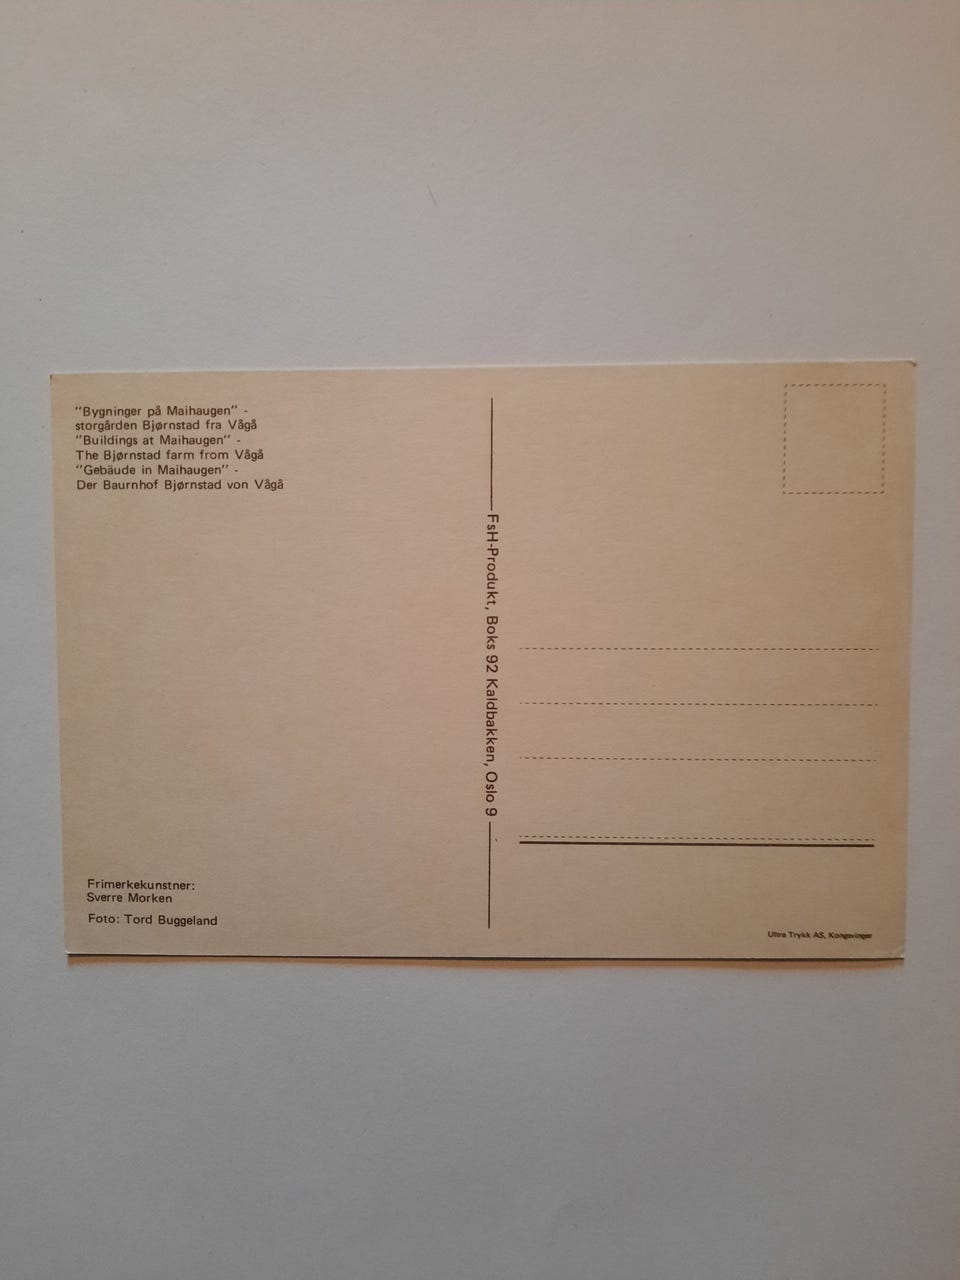 "Bygninger på Maihaugen" -
storgården Bjørnstad fra Vågå
"Buildings at Maihaugen" -
The Bjørnstad farm from Vågå
"Gebäude in Maihaugen" -
Der Baurnhof Bjørnstad von Vågå
FsH-Produkt, Boks 92 Kaldbakken, Oslo 9
Frimerkekunstner:
Sverre Morken
Foto: Tord Buggeland
Ultra Trykk AS, Kongsvinger